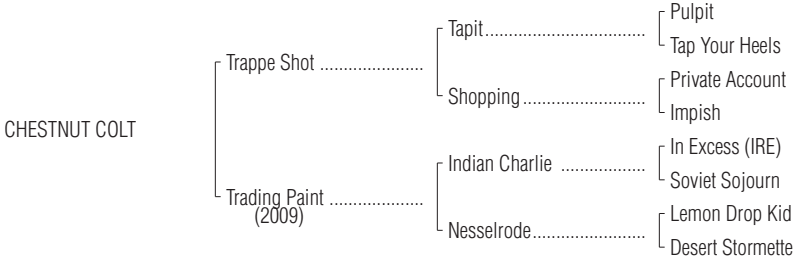 Pulpit
Tapit..................................
Tap Your Heels
Trappe Shot ......................
Private Account
Shopping..........................
Impish
CHESTNUT COLT
In Excess (IRE)
Indian Charlie ..................
Soviet Sojourn
Trading Paint ....................
(2009)
Lemon Drop Kid
Nesselrode........................
Desert Stormette